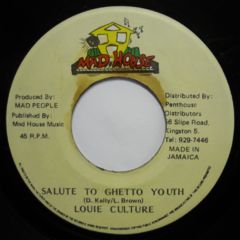 MAD HOUSE
Produced by:
MAD PEOPLE
Published By:
Mad House Music
45 R.P.M.
Distributed By:
Penthouse
Distributors
6 Slipe Road,
Kingston 5.
Tel: 929-7446
MADE IN
JAMAICA
SALUTE TO GHETTO YOUTH
(D. Kelly/L. Brown)
LOUIE CULTURE